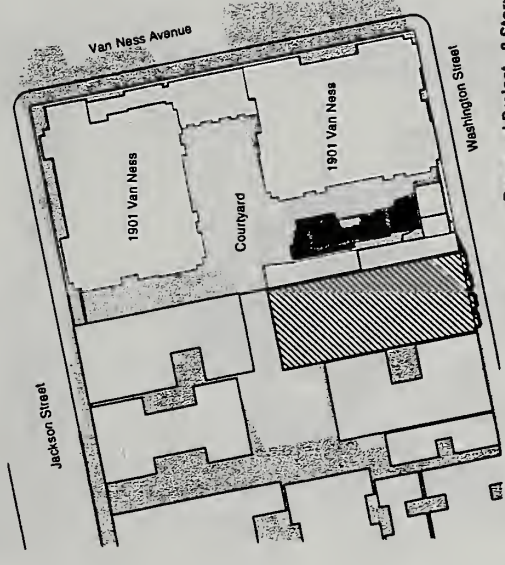 Van Ness Avenue
Jackson Street
1901 Van Ness
Courtyard
1901 Van Ness
Washington Street